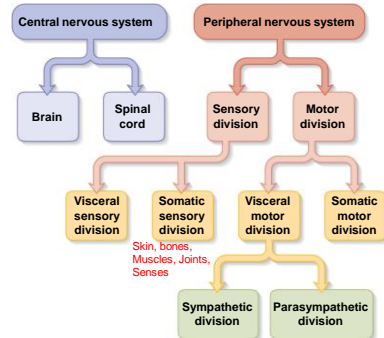 Central nervous system
Peripheral nervous system
Brain
Spinal
cord
Sensory
division
Motor
division
Visceral
sensory
division
Somatic
sensory
division
Visceral
motor
division
Somatic
motor
division
Skin, bones,
Muscles, Joints,
Senses
Sympathetic
division
Parasympathetic
division